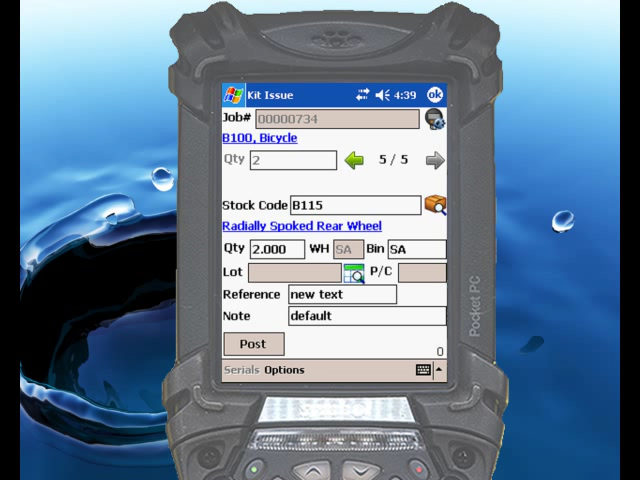 Kit Issue 4:39 ok
Job# 00000734
B100, Bicycle
Qty 2 5 / 5
Stock Code B115
Radially Spoked Rear Wheel
Qty 2.000 WH SA Bin SA
Lot P/C
Reference new text
Note default
Post
0
Serials Options
Pocket PC